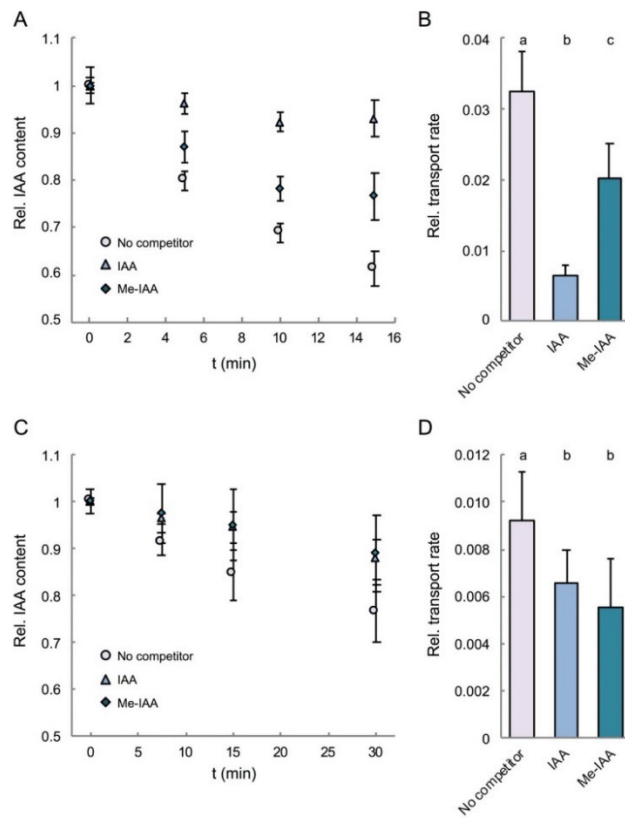 A
1.1
1
0.9
0.8
0.7
0.6
0.5
Rel. IAA content
No competitor
IAA
Me-IAA
0 2 4 6 8 10 12 14 16
t (min)
B
0.04
0.03
0.02
0.01
0
Rel. transport rate
a b c
No competitor
IAA
Me-IAA
C
1.1
1
0.9
0.8
0.7
0.6
0.5
Rel. IAA content
No competitor
IAA
Me-IAA
0 5 10 15 20 25 30
t (min)
D
0.012
0.01
0.008
0.006
0.004
0.002
0
Rel. transport rate
a b b
No competitor
IAA
Me-IAA